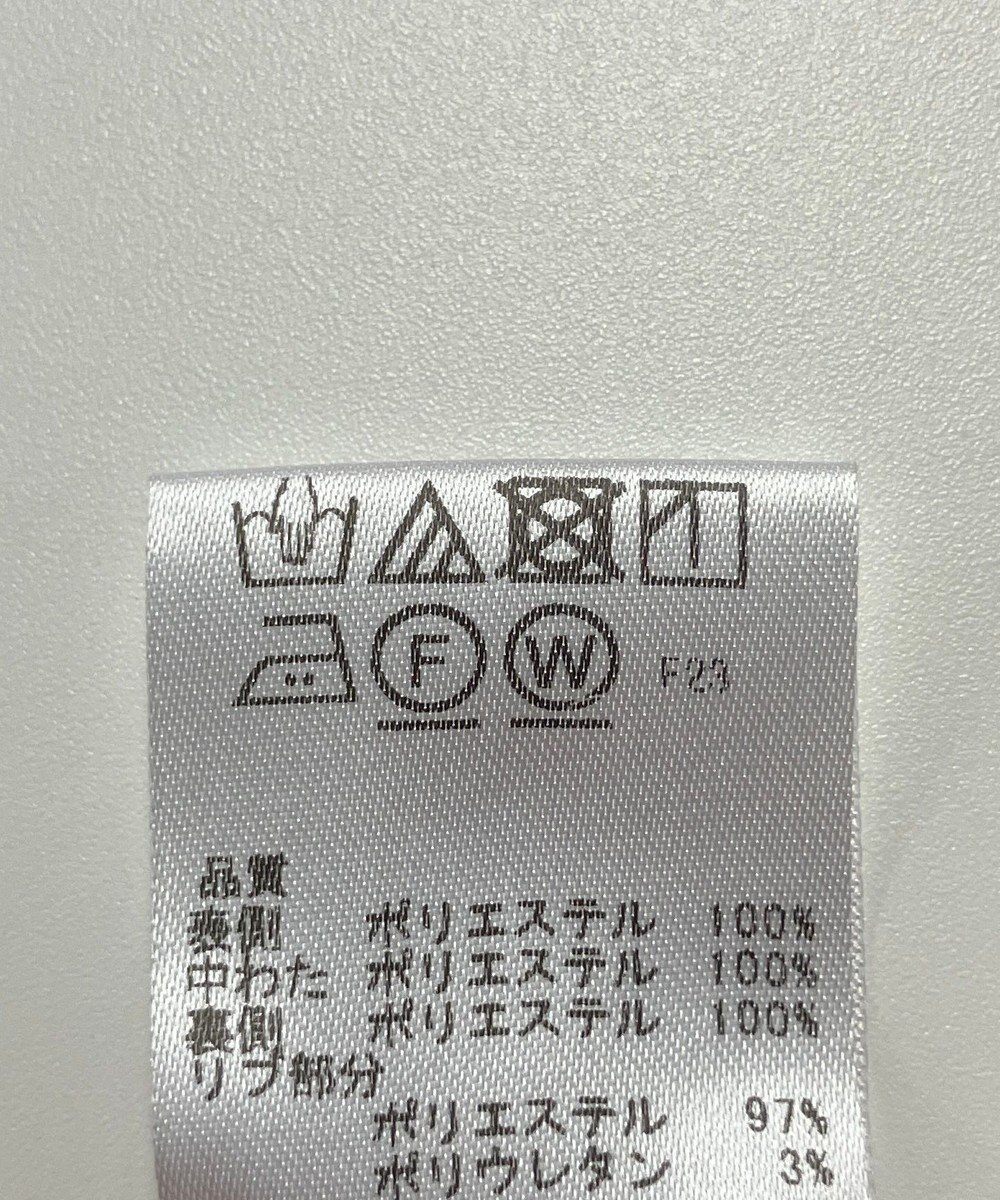 F
W
F23
品質
表側 ポリエステル 100%
中わた ポリエステル 100%
裏側 ポリエステル 100%
リブ部分
ポリエステル 97%
ポリウレタン 3%